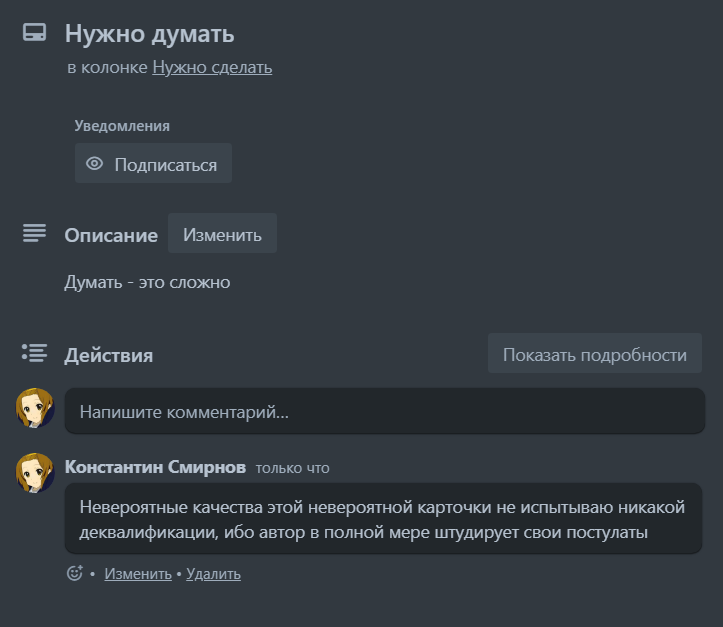 Нужно думать
в колонке Нужно сделать
Уведомления
Подписаться
Описание Изменить
Думать - это сложно
Действия Показать подробности
Напишите комментарий...
Константин Смирнов только что
Невероятные качества этой невероятной карточки не испытываю никакой
деквалификации, ибо автор в полной мере штудирует свои постулаты
• Изменить • Удалить